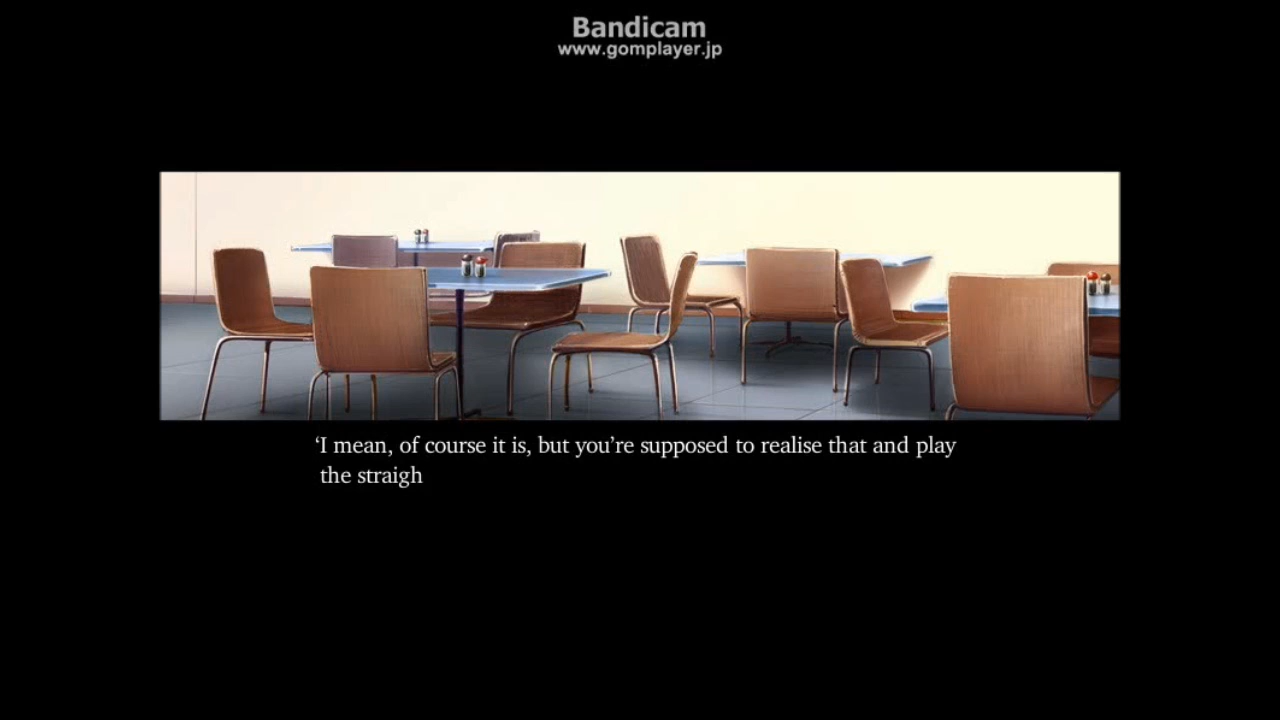 Bandicam
www.gomplayer.jp
‘I mean, of course it is, but you’re supposed to realise that and play
the straigh